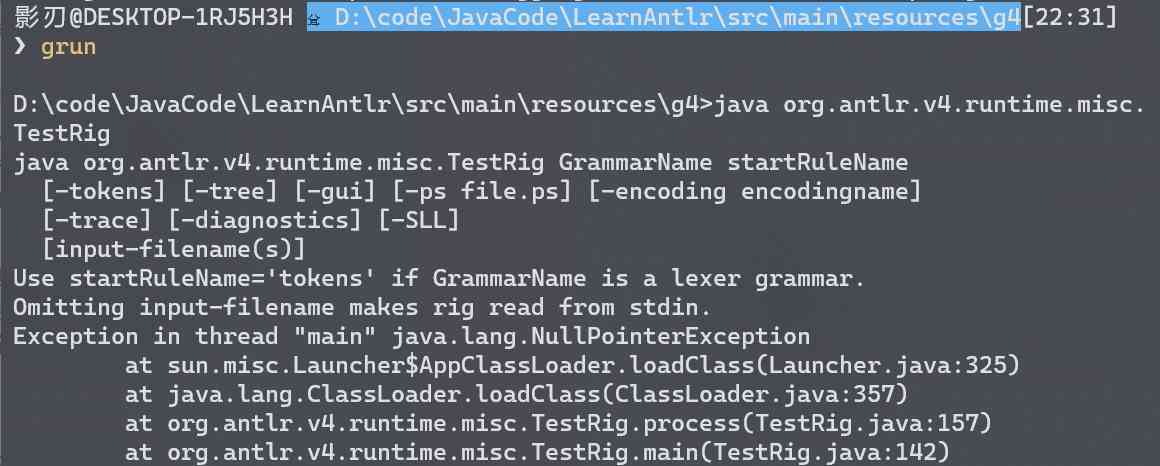 影刃@DESKTOP-1RJ5H3H D:\code\JavaCode\LearnAntlr\src\main\resources\g4[22:31]
❯ grun
D:\code\JavaCode\LearnAntlr\src\main\resources\g4>java org.antlr.v4.runtime.misc.
TestRig
java org.antlr.v4.runtime.misc.TestRig GrammarName startRuleName
[-tokens] [-tree] [-gui] [-ps file.ps] [-encoding encodingname]
[-trace] [-diagnostics] [-SLL]
[input-filename(s)]
Use startRuleName='tokens' if GrammarName is a lexer grammar.
Omitting input-filename makes rig read from stdin.
Exception in thread "main" java.lang.NullPointerException
at sun.misc.Launcher$AppClassLoader.loadClass(Launcher.java:325)
at java.lang.ClassLoader.loadClass(ClassLoader.java:357)
at org.antlr.v4.runtime.misc.TestRig.process(TestRig.java:157)
at org.antlr.v4.runtime.misc.TestRig.main(TestRig.java:142)